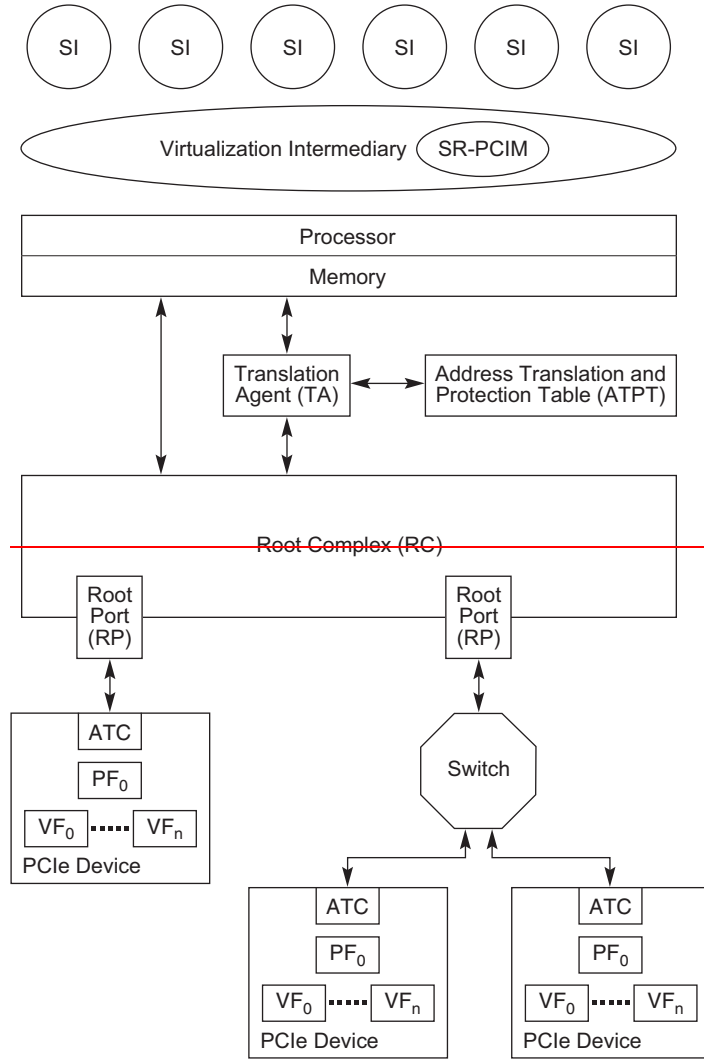 SI SI SI SI SI SI
Virtualization Intermediary SR-PCIM
Processor
Memory
Translation
Agent (TA)
Address Translation and
Protection Table (ATPT)
Root Complex (RC)
Root
Port
(RP)
Root
Port
(RP)
ATC
PF0
VF0 VFn
PCIe Device
Switch
ATC
PF0
VF0 VFn
PCIe Device
ATC
PF0
VF0 VFn
PCIe Device